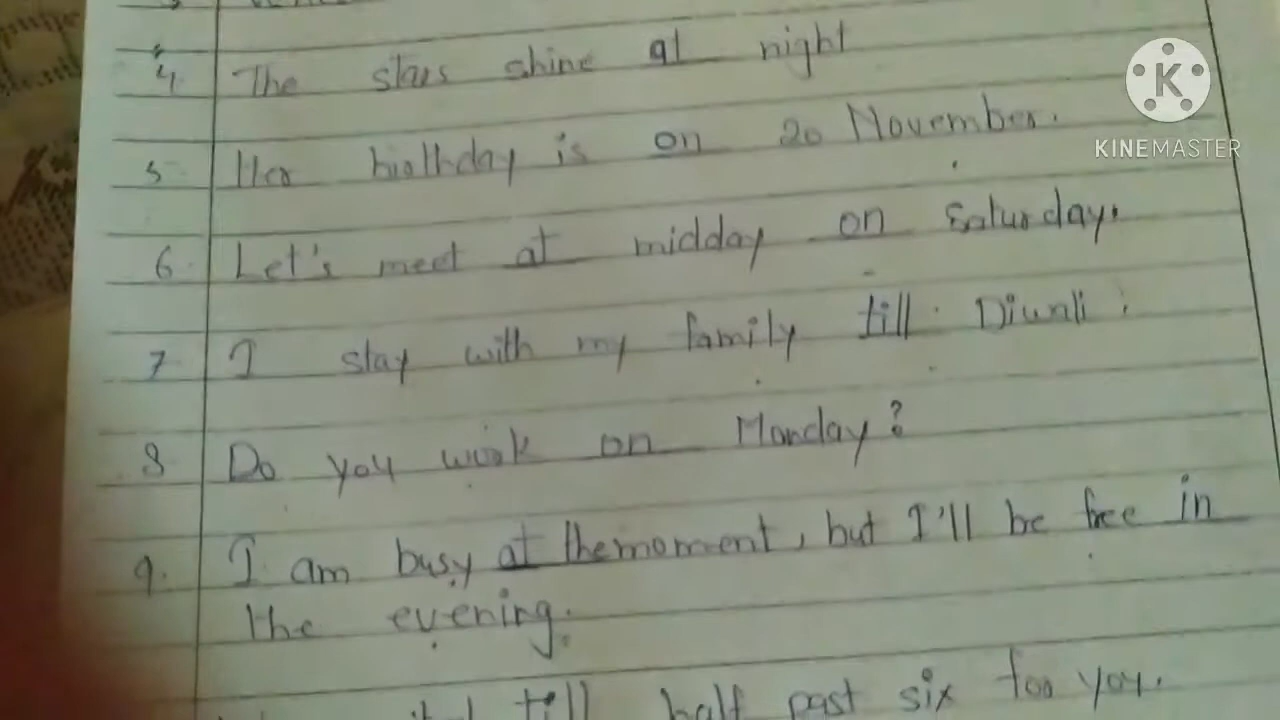 4. The stars shine at night
5. Her birthday is on 20 November.
6. Let's meet at midday on Saturday.
7. I stay with my family till Diwali.
8. Do you work on Monday?
9. I am busy at the moment, but I'll be free in
the evening.
till half past six for you.
K
KINEMASTER